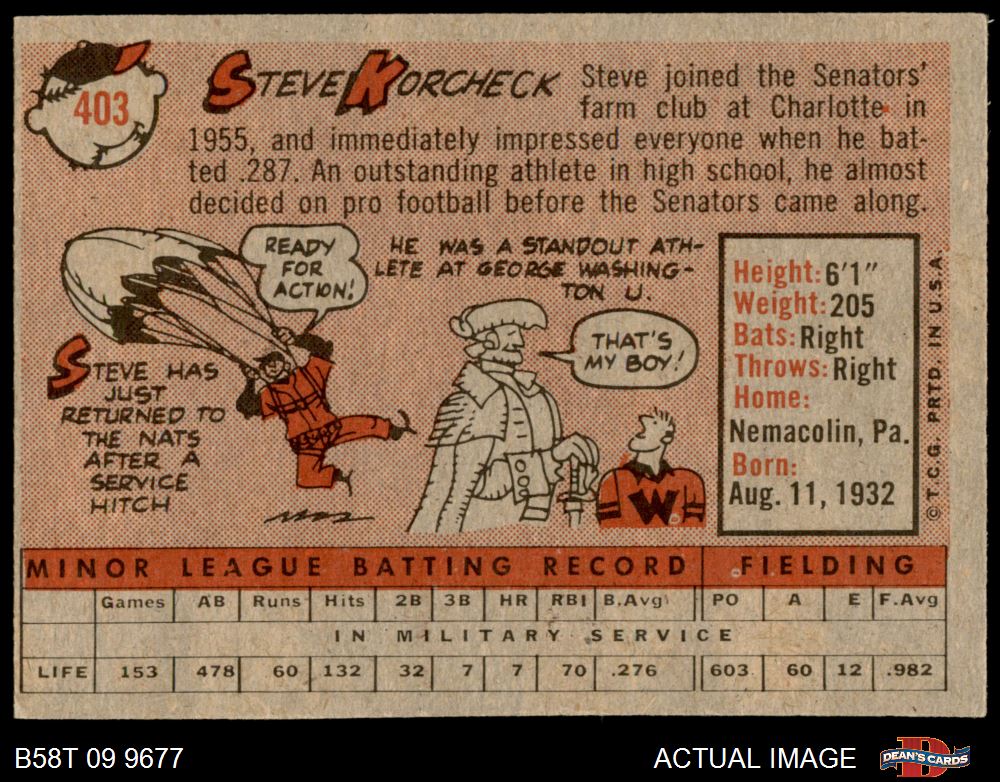 403
STEVE KORCHECK
Steve joined the Senators'
farm club at Charlotte in
1955, and immediately impressed everyone when he bat-
ted .287. An outstanding athlete in high school, he almost
decided on pro football before the Senators came along.
READY
FOR
ACTION!
STEVE HAS
JUST
RETURNED TO
THE NATS
AFTER A
SERVICE
HITCH
HE WAS A STANDOUT ATH-
LETE AT GEORGE WASHING-
TON U.
THAT'S
MY BOY!
W
Height: 6'1"
Weight: 205
Bats: Right
Throws: Right
Home:
Nemacolin, Pa.
Born:
Aug. 11, 1932
© T.C.G. PRTD. IN U.S.A.
MINOR LEAGUE BATTING RECORD FIELDING
Games AB Runs Hits 2B 3B HR RBI B.Avg PO A E F.Avg
IN MILITARY SERVICE
LIFE 153 478 60 132 32 7 7 70 .276 603 60 12 .982
B58T 09 9677
ACTUAL IMAGE
DEAN'S CARDS